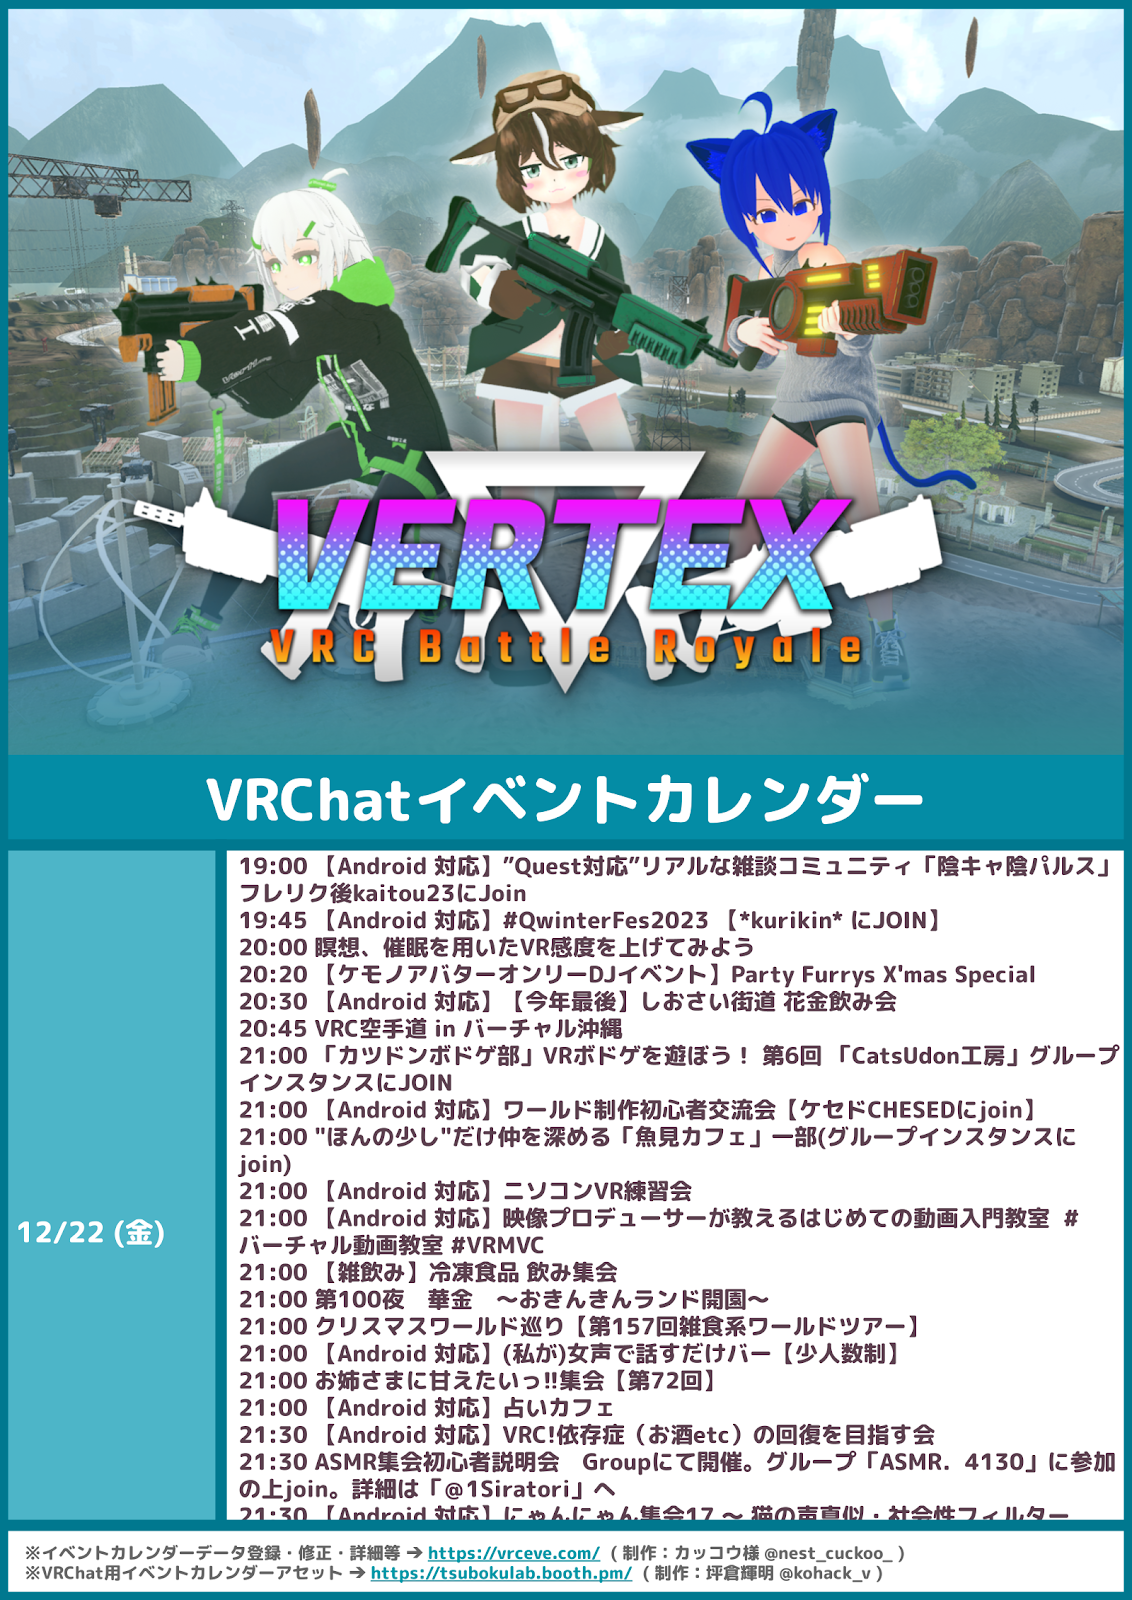 VERTEX
VRC Battle Royale
VRChatイベントカレンダー
12/22 (金)
19:00 【Android 対応】”Quest対応”リアルな雑談コミュニティ「陰キャ陰パルス」
フレリク後kaitou23にJoin
19:45 【Android 対応】#QwinterFes2023 【*kurikin* にJOIN】
20:00 瞑想、催眠を用いたVR感度を上げてみよう
20:20 【ケモノアバターオンリーDJイベント】Party Furrys X'mas Special
20:30 【Android 対応】【今年最後】しおさい街道 花金飲み会
20:45 VRC空手道 in バーチャル沖縄
21:00 「カツドンボドゲ部」VRボドゲを遊ぼう！ 第6回 「CatsUdon工房」グループ
インスタンスにJOIN
21:00 【Android 対応】ワールド制作初心者交流会【ケセドCHESEDにjoin】
21:00 "ほんの少し"だけ仲を深める「魚見カフェ」一部(グループインスタンスに
join)
21:00 【Android 対応】ニソコンVR練習会
21:00 【Android 対応】映像プロデューサーが教えるはじめての動画入門教室 #
バーチャル動画教室 #VRMVC
21:00 【雑飲み】冷凍食品 飲み集会
21:00 第100夜　華金　～おきんきんランド開園～
21:00 クリスマスワールド巡り【第157回雑食系ワールドツアー】
21:00 【Android 対応】(私が)女声で話すだけバー【少人数制】
21:00 お姉さまに甘えたいっ!!集会【第72回】
21:00 【Android 対応】占いカフェ
21:30 【Android 対応】VRC!依存症（お酒etc）の回復を目指す会
21:30 ASMR集会初心者説明会　Groupにて開催。グループ「ASMR．4130」に参加
の上join。詳細は「@1Siratori」へ
21:30 【Android 対応】にゃんにゃん集会17 ～ 猫の声真似・社会性フィルター
※イベントカレンダーデータ登録・修正・詳細等 ➔ https://vrceve.com/ ( 制作：カッコウ様 @nest_cuckoo_ )
※VRChat用イベントカレンダーアセット ➔ https://tsubokulab.booth.pm/ ( 制作：坪倉輝明 @kohack_v )